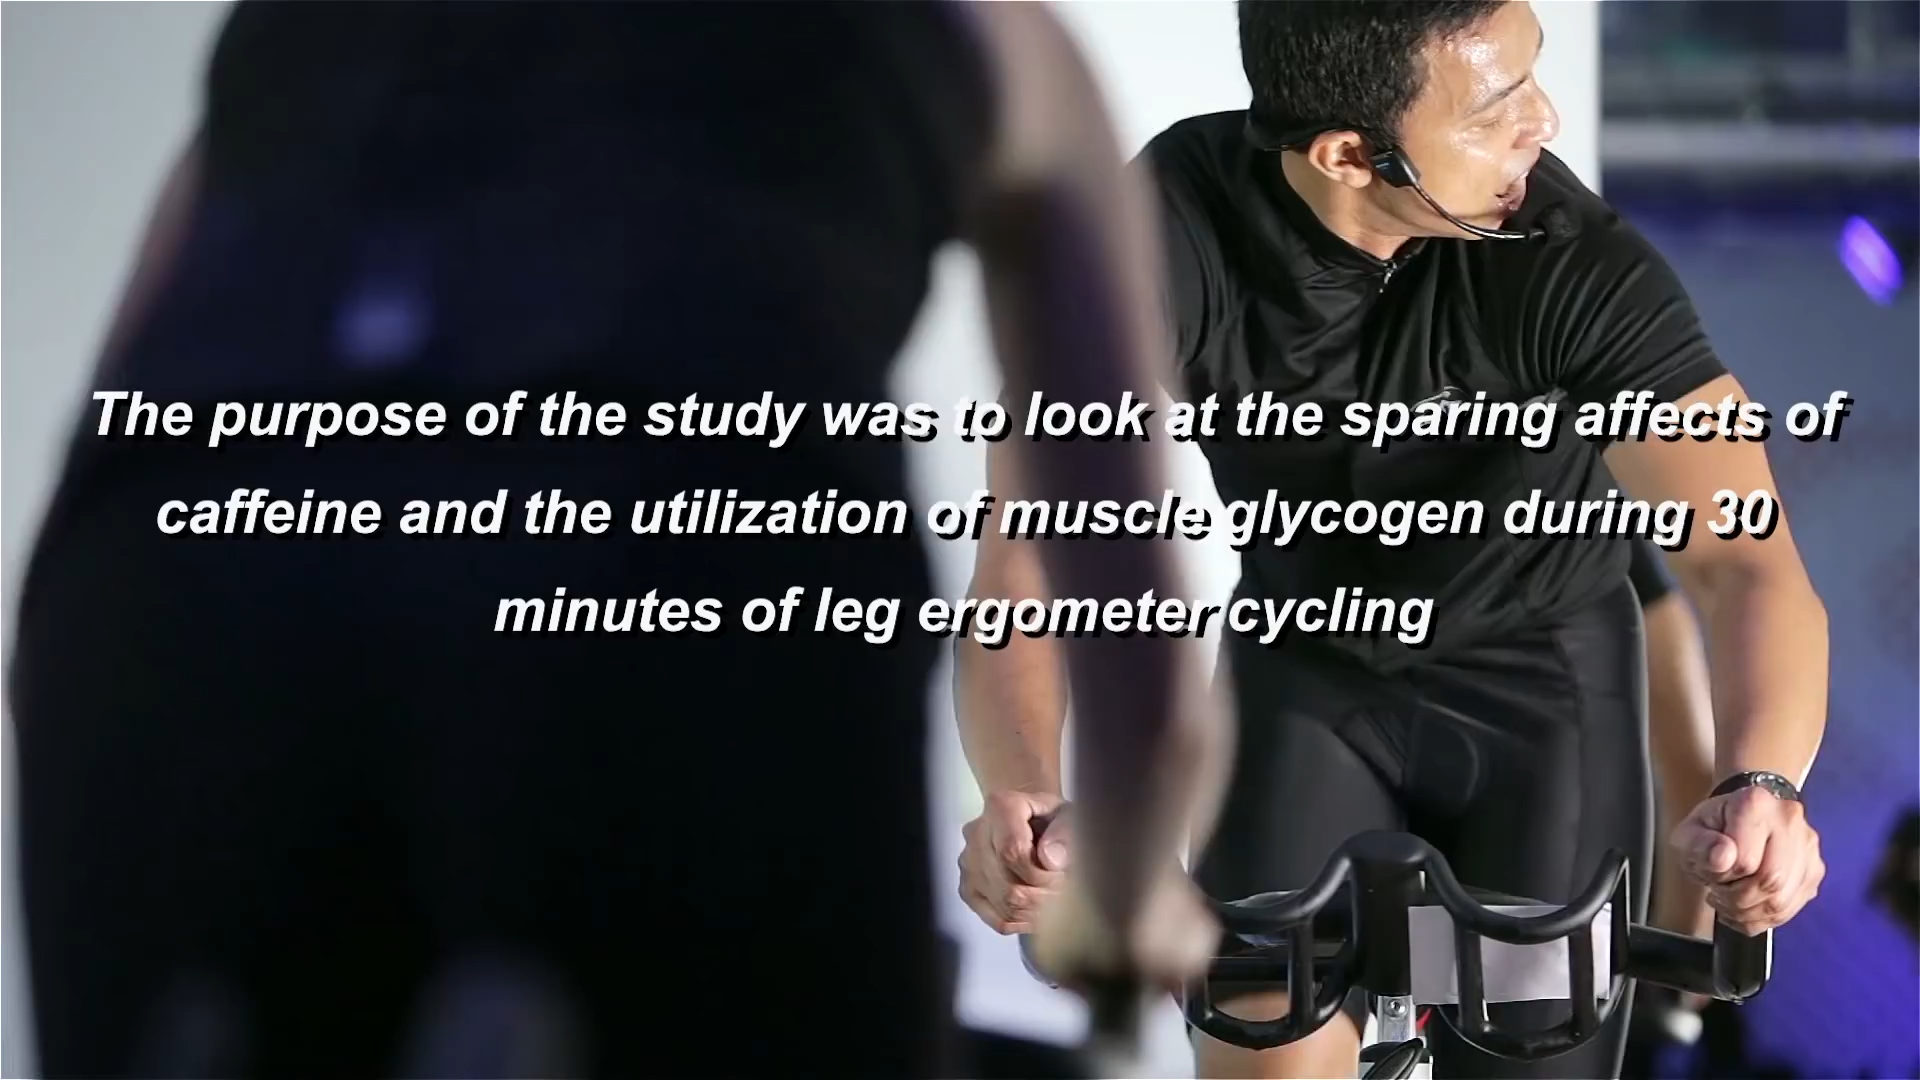 The purpose of the study was to look at the sparing affects of
caffeine and the utilization of muscle glycogen during 30
minutes of leg ergometer cycling